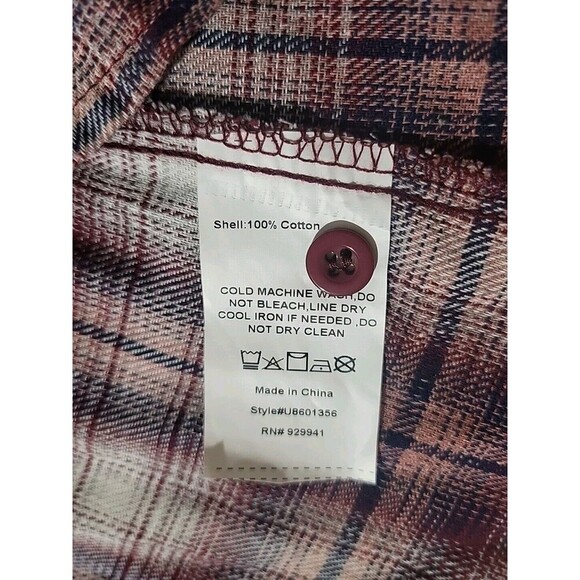 Shell:100% Cotton
COLD MACHINE WASH,DO
NOT BLEACH,LINE DRY
COOL IRON IF NEEDED ,DO
NOT DRY CLEAN
Made in China
Style#U8601356
RN# 929941